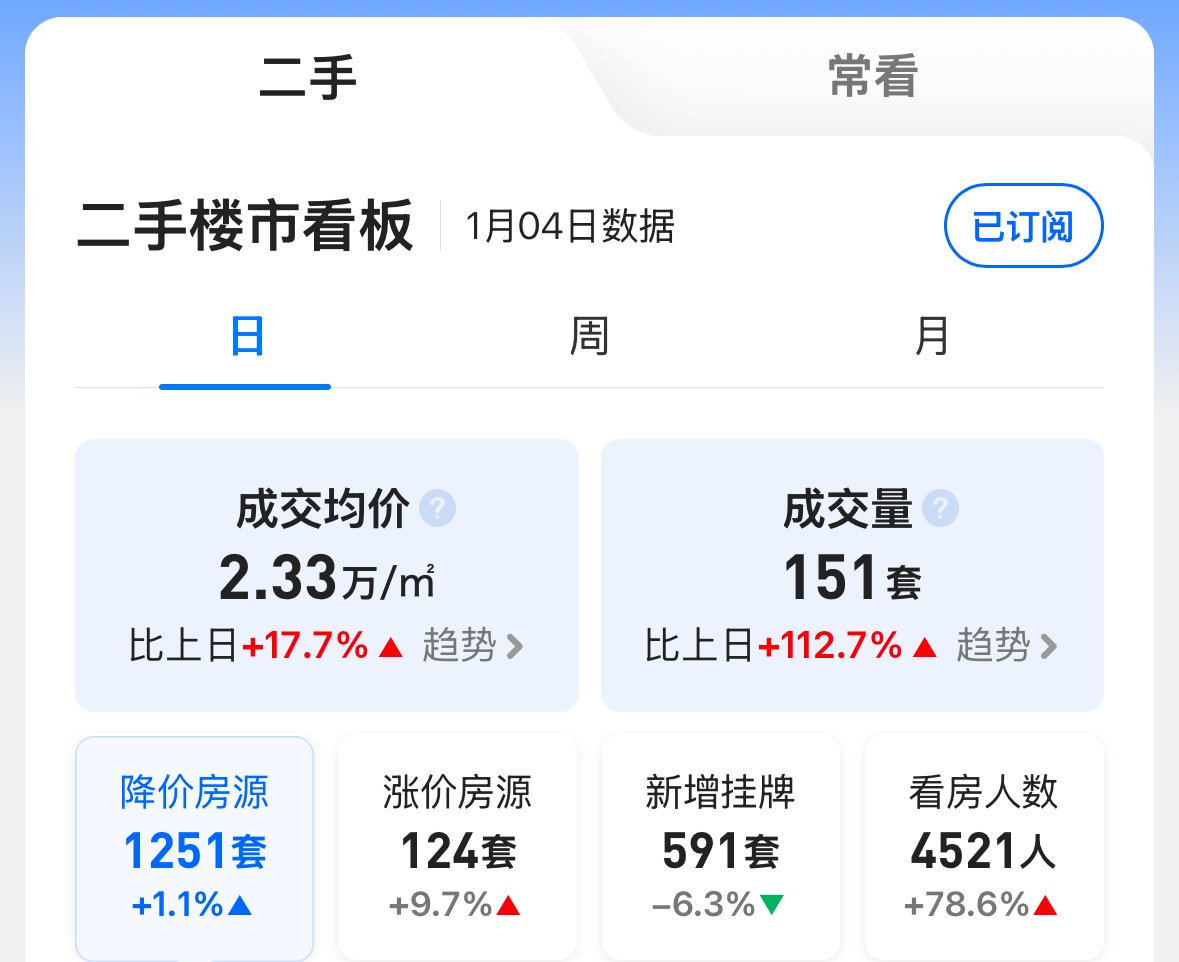 二手 常看
二手楼市看板 1月04日数据 已订阅
日 周 月
成交均价 ? 成交量 ?
2.33万/㎡ 151套
比上日+17.7%▲ 趋势 > 比上日+112.7%▲ 趋势 >
降价房源 涨价房源 新增挂牌 看房人数
1251套 124套 591套 4521人
+1.1%▲ +9.7%▲ -6.3%▼ +78.6%▲